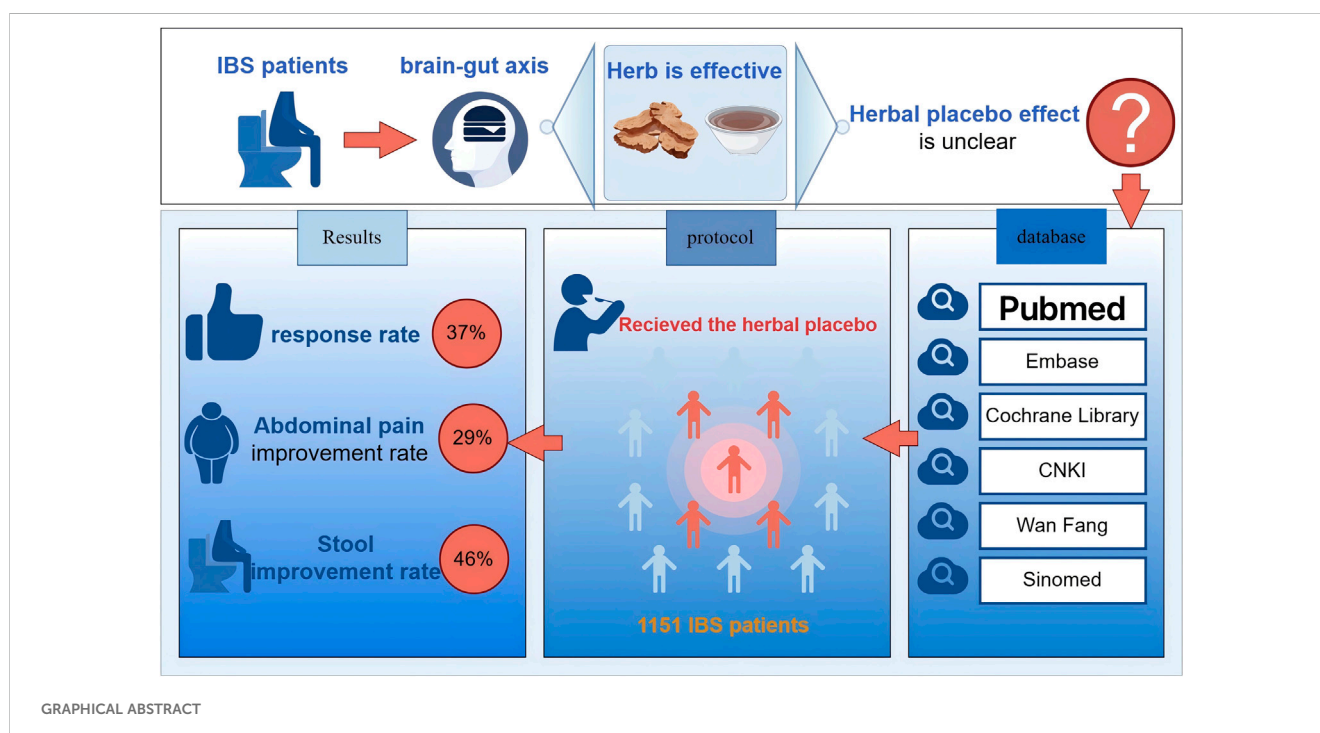 IBS patients
brain-gut axis
Herb is effective
Herbal placebo effect
is unclear
?
Results
response rate
37%
Abdominal pain
improvement rate
29%
Stool
improvement rate
46%
protocol
Recieved the herbal placebo
1151 IBS patients
database
Pubmed
Embase
Cochrane Library
CNKI
Wan Fang
Sinomed
GRAPHICAL ABSTRACT